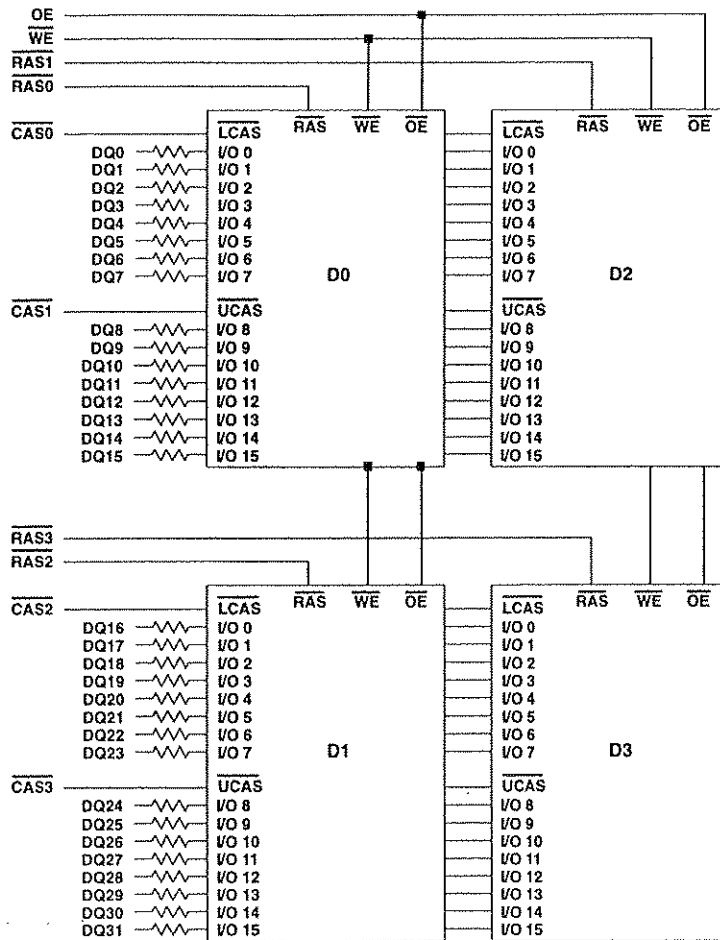 OE
WE
RAS1
RAS0
RAS WE OE RAS WE OE
CAS0 LCAS LCAS
DQ0 I/O 0 I/O 0
DQ1 I/O 1 I/O 1
DQ2 I/O 2 I/O 2
DQ3 I/O 3 I/O 3
DQ4 I/O 4 I/O 4
DQ5 I/O 5 I/O 5
DQ6 I/O 6 I/O 6
DQ7 I/O 7 D0 I/O 7 D2
CAS1 UCAS UCAS
DQ8 I/O 8 I/O 8
DQ9 I/O 9 I/O 9
DQ10 I/O 10 I/O 10
DQ11 I/O 11 I/O 11
DQ12 I/O 12 I/O 12
DQ13 I/O 13 I/O 13
DQ14 I/O 14 I/O 14
DQ15 I/O 15 I/O 15
RAS3
RAS2
RAS WE OE RAS WE OE
CAS2 LCAS LCAS
DQ16 I/O 0 I/O 0
DQ17 I/O 1 I/O 1
DQ18 I/O 2 I/O 2
DQ19 I/O 3 I/O 3
DQ20 I/O 4 I/O 4
DQ21 I/O 5 I/O 5
DQ22 I/O 6 I/O 6
DQ23 I/O 7 D1 I/O 7 D3
CAS3 UCAS UCAS
DQ24 I/O 8 I/O 8
DQ25 I/O 9 I/O 9
DQ26 I/O 10 I/O 10
DQ27 I/O 11 I/O 11
DQ28 I/O 12 I/O 12
DQ29 I/O 13 I/O 13
DQ30 I/O 14 I/O 14
DQ31 I/O 15 I/O 15